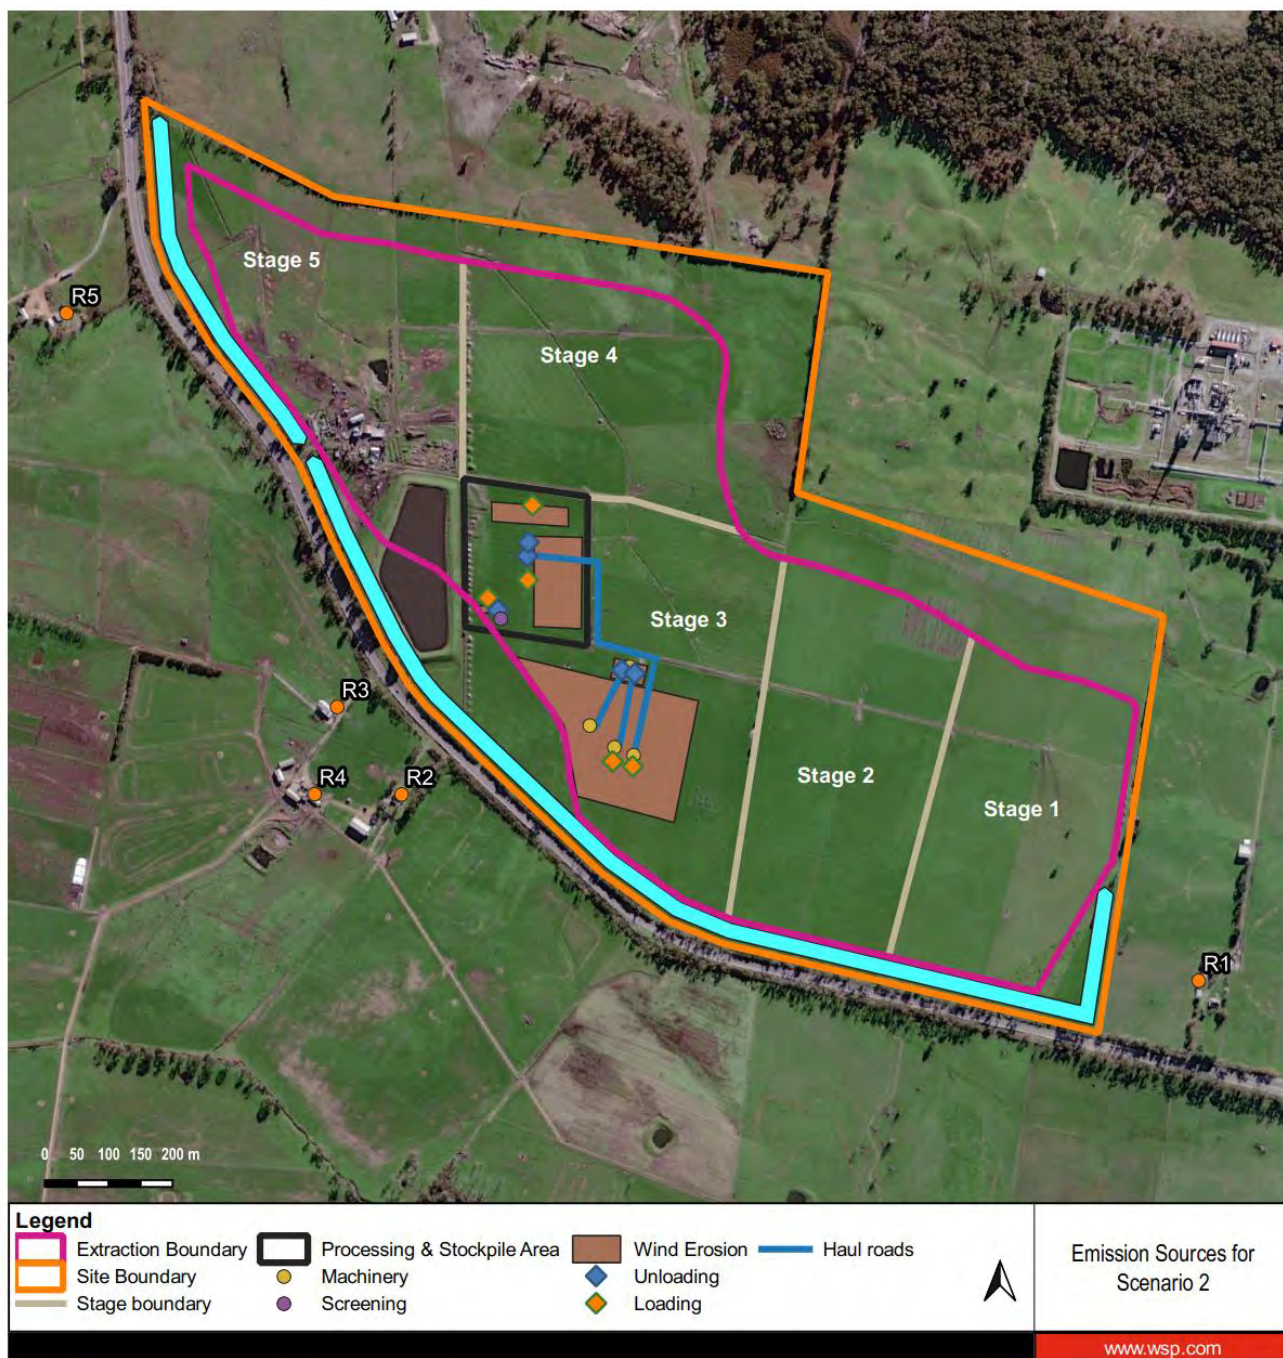 Stage 5
R5
Stage 4
Stage 3
R3
R4
R2
Stage 2
Stage 1
R1
0 50 100 150 200 m
Legend
Extraction Boundary
Site Boundary
Stage boundary
Processing & Stockpile Area
Machinery
Screening
Wind Erosion
Unloading
Loading
Haul roads
Emission Sources for
Scenario 2
www.wsp.com